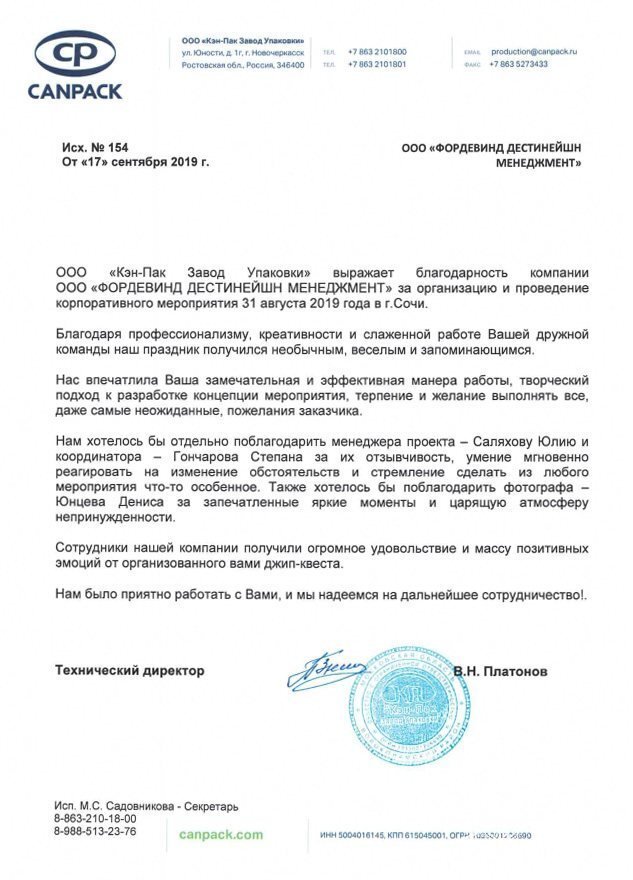 CP
CANPACK
ООО «Кэн-Пак Завод Упаковки»
ул. Юности, д. 1г, г. Новочеркасск
Ростовская обл., Россия, 346400
ТЕЛ. +7 863 2101800
ТЕЛ. +7 863 2101801
EMAIL production@canpack.ru
ФАКС +7 863 5273433
Исх. № 154
От «17» сентября 2019 г.
ООО «ФОРДЕВИНД ДЕСТИНЕЙШН
МЕНЕДЖМЕНТ»
ООО «Кэн-Пак Завод Упаковки» выражает благодарность компании
ООО «ФОРДЕВИНД ДЕСТИНЕЙШН МЕНЕДЖМЕНТ» за организацию и проведение
корпоративного мероприятия 31 августа 2019 года в г.Сочи.
Благодаря профессионализму, креативности и слаженной работе Вашей дружной
команды наш праздник получился необычным, веселым и запоминающимся.
Нас впечатлила Ваша замечательная и эффективная манера работы, творческий
подход к разработке концепции мероприятия, терпение и желание выполнять все,
даже самые неожиданные, пожелания заказчика.
Нам хотелось бы отдельно поблагодарить менеджера проекта – Саляхову Юлию и
координатора – Гончарова Степана за их отзывчивость, умение мгновенно
реагировать на изменение обстоятельств и стремление сделать из любого
мероприятия что-то особенное. Также хотелось бы поблагодарить фотографа –
Юнцева Дениса за запечатленные яркие моменты и царящую атмосферу
непринужденности.
Сотрудники нашей компании получили огромное удовольствие и массу позитивных
эмоций от организованного вами джип-квеста.
Нам было приятно работать с Вами, и мы надеемся на дальнейшее сотрудничество!.
Технический директор
В.Н. Платонов
Кэн-Пак
Завод Упаковки
Исп. М.С. Садовникова - Секретарь
8-863-210-18-00
8-988-513-23-76
canpack.com
ИНН 5004016145, КПП 615045001, ОГРН